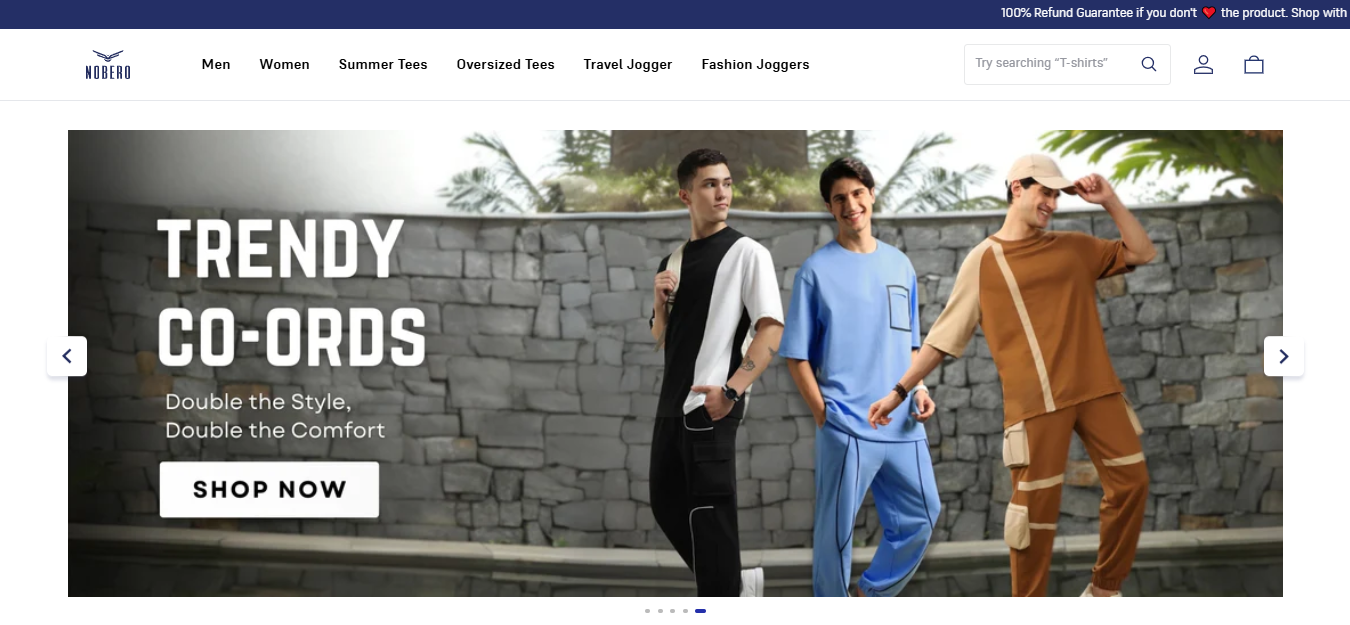 100% Refund Guarantee if you don't ❤️ the product. Shop with
NOBERO
Men Women Summer Tees Oversized Tees Travel Jogger Fashion Joggers
Try searching “T-shirts”
TRENDY
CO-ORDS
Double the Style,
Double the Comfort
SHOP NOW